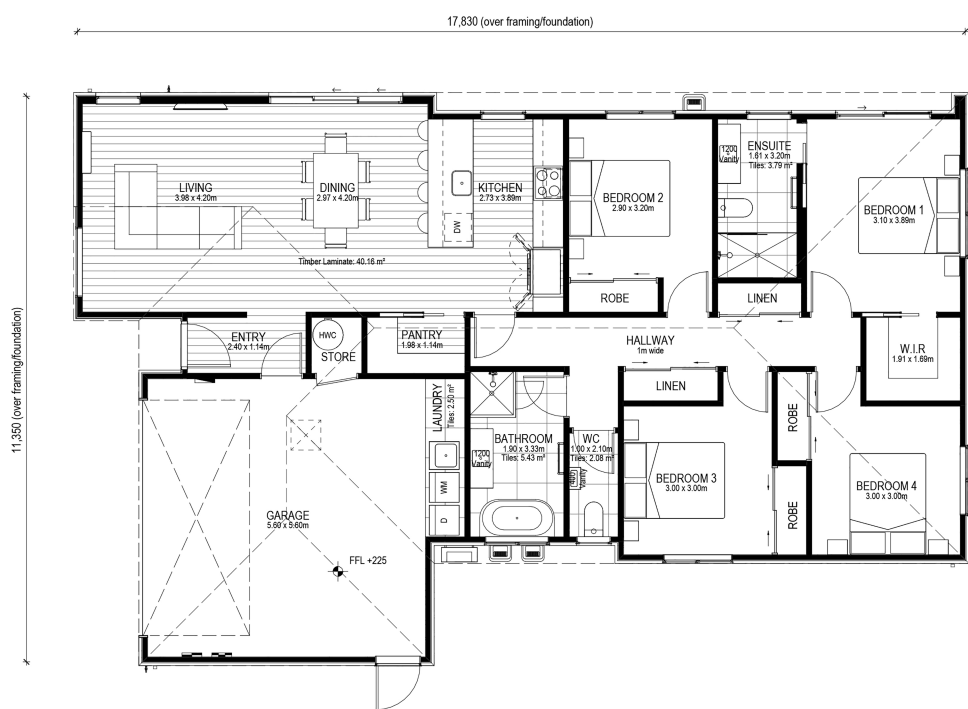 17,830 (over framing/foundation)
11,350 (over framing/foundation)
LIVING
3.98 x 4.20m
DINING
2.97 x 4.20m
KITCHEN
2.73 x 3.89m
DW
Timber Laminate: 40.16 m²
BEDROOM 2
2.90 x 3.20m
ROBE
1200
Vanity
ENSUITE
1.61 x 3.20m
Tiles: 3.79 m²
LINEN
BEDROOM 1
3.10 x 3.89m
ENTRY
2.40 x 1.14m
HWC
STORE
PANTRY
1.98 x 1.14m
HALLWAY
1m wide
W.I.R
1.91 x 1.69m
LINEN
LAUNDRY
Tiles: 2.50 m²
WM
D
BATHROOM
1.90 x 3.33m
Tiles: 5.43 m²
1200
Vanity
WC
1.00 x 2.10m
Tiles: 2.08 m²
400
Vanity
BEDROOM 3
3.00 x 3.00m
ROBE
ROBE
BEDROOM 4
3.00 x 3.00m
GARAGE
5.60 x 5.60m
FFL +225